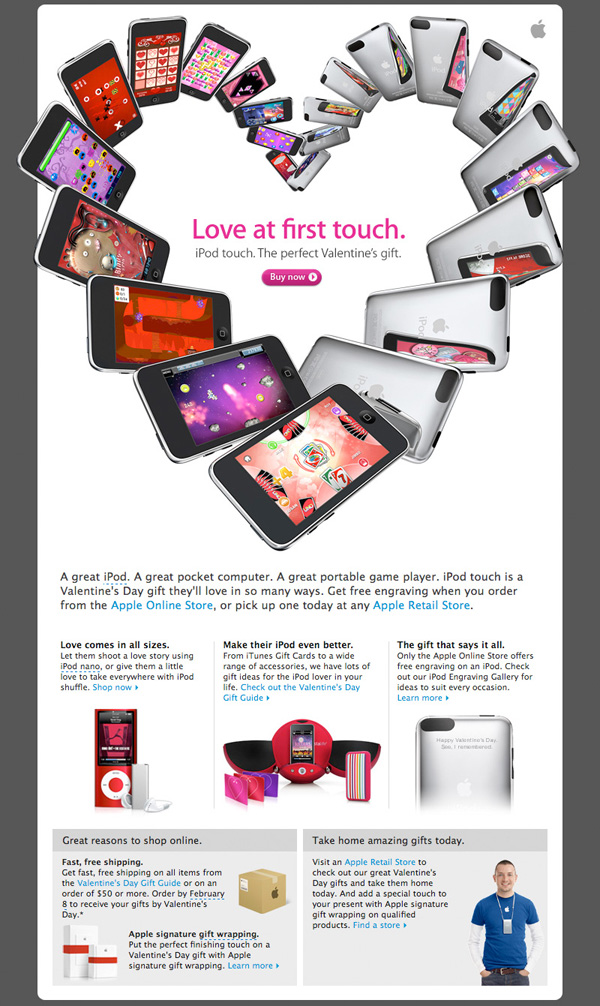 Love at first touch.
iPod touch. The perfect Valentine's gift.
Buy now
A great iPod. A great pocket computer. A great portable game player. iPod touch is a
Valentine's Day gift they'll love in so many ways. Get free engraving when you order
from the Apple Online Store, or pick up one today at any Apple Retail Store.
Love comes in all sizes.
Let them shoot a love story using
iPod nano, or give them a little
love to take everywhere with iPod
shuffle. Shop now
Make their iPod even better.
From iTunes Gift Cards to a wide
range of accessories, we have lots of
gift ideas for the iPod lover in your
life. Check out the Valentine's Day
Gift Guide
The gift that says it all.
Only the Apple Online Store offers
free engraving on an iPod. Check
out our iPod Engraving Gallery for
ideas to suit every occasion.
Learn more
Happy Valentine's Day.
See, I remembered.
Great reasons to shop online.
Fast, free shipping.
Get fast, free shipping on all items from
the Valentine's Day Gift Guide or on an
order of $50 or more. Order by February
8 to receive your gifts by Valentine's
Day.*
Apple signature gift wrapping.
Put the perfect finishing touch on a
Valentine's Day gift with Apple
signature gift wrapping. Learn more
Take home amazing gifts today.
Visit an Apple Retail Store to
check out our great Valentine's
Day gifts and take them home
today. And add a special touch to
your present with Apple signature
gift wrapping on qualified
products. Find a store